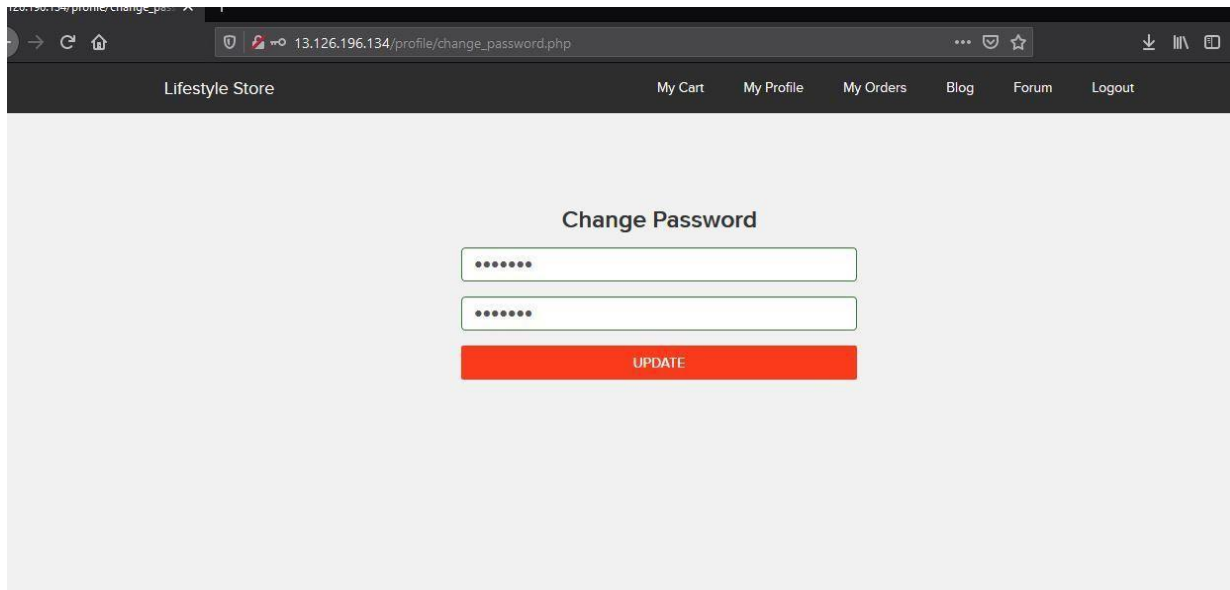 13.126.196.134/profile/change_password.php
Lifestyle Store
My Cart
My Profile
My Orders
Blog
Forum
Logout
Change Password
•••••••
•••••••
UPDATE